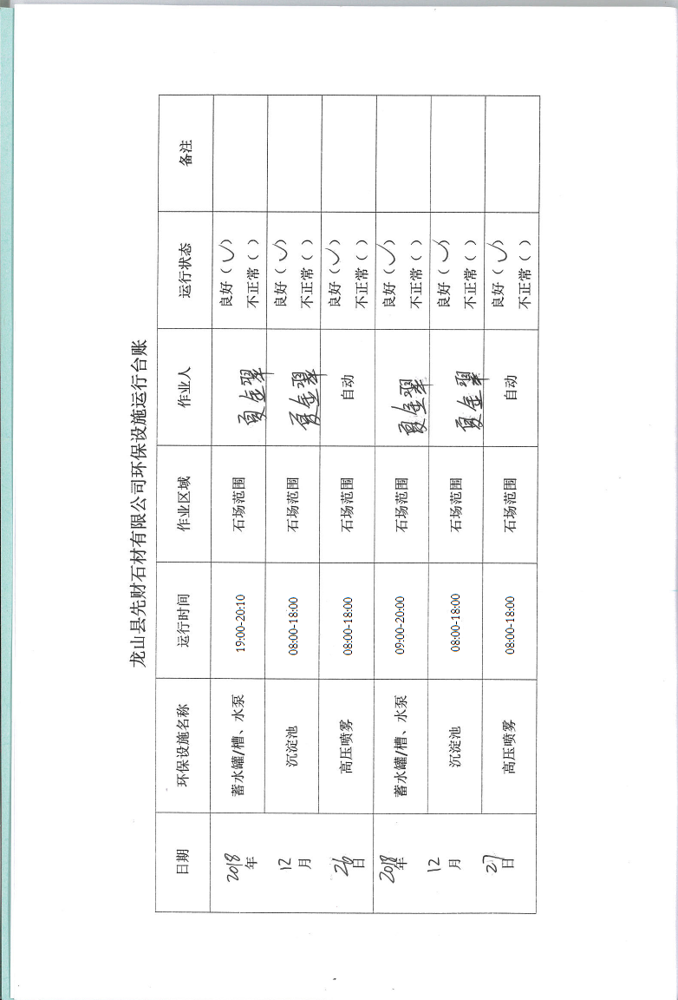 龙山县先财石材有限公司环保设施运行台账
日期 环保设施名称 运行时间 作业区域 作业人 运行状态 备注
2018年12月26日 蓄水罐/槽、水泵 19:00-20:10 石场范围 夏金翠 良好（✓） 不正常（ ）
沉淀池 08:00-18:00 石场范围 夏金翠 良好（✓） 不正常（ ）
高压喷雾 08:00-18:00 石场范围 自动 良好（✓） 不正常（ ）
2018年12月27日 蓄水罐/槽、水泵 09:00-20:00 石场范围 夏金翠 良好（✓） 不正常（ ）
沉淀池 08:00-18:00 石场范围 夏金翠 良好（✓） 不正常（ ）
高压喷雾 08:00-18:00 石场范围 自动 良好（✓） 不正常（ ）